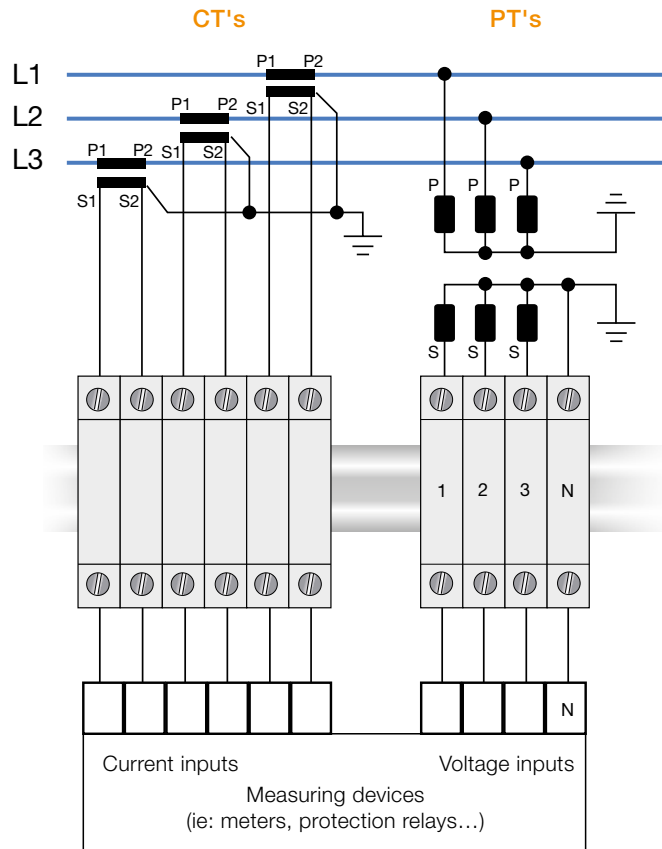 CT's PT's
P1 P2
L1
S1 S2
P1 P2
L2
S1 S2
P1 P2
L3
S1 S2
P P P
S S S
1 2 3 N
N
Current inputs Voltage inputs
Measuring devices
(ie: meters, protection relays…)